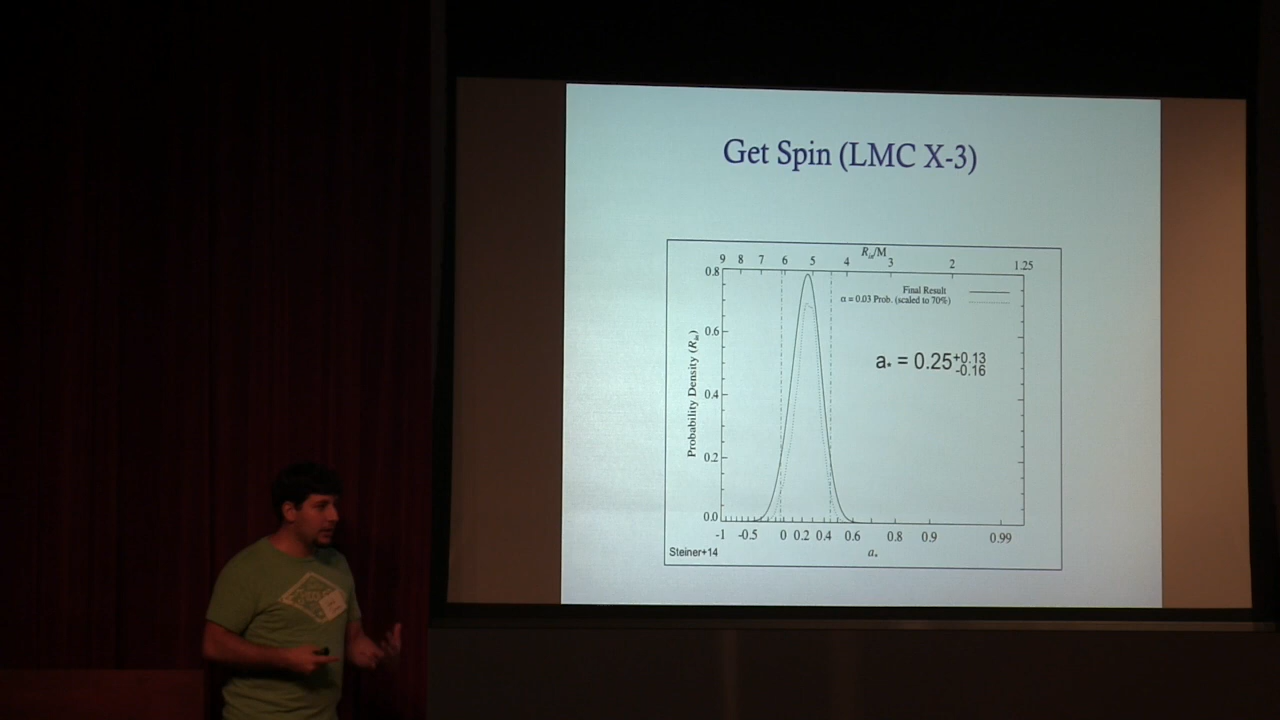 Get Spin (LMC X-3)
R_in/M
9 8 7 6 5 4 3 2 1.25
0.8
0.6
0.4
0.2
0.0
Probability Density (R_in)
Final Result
α = 0.03 Prob. (scaled to 70%)
a* = 0.25 +0.13 -0.16
-1 -0.5 0 0.2 0.4 0.6 0.8 0.9 0.99
a*
Steiner+14